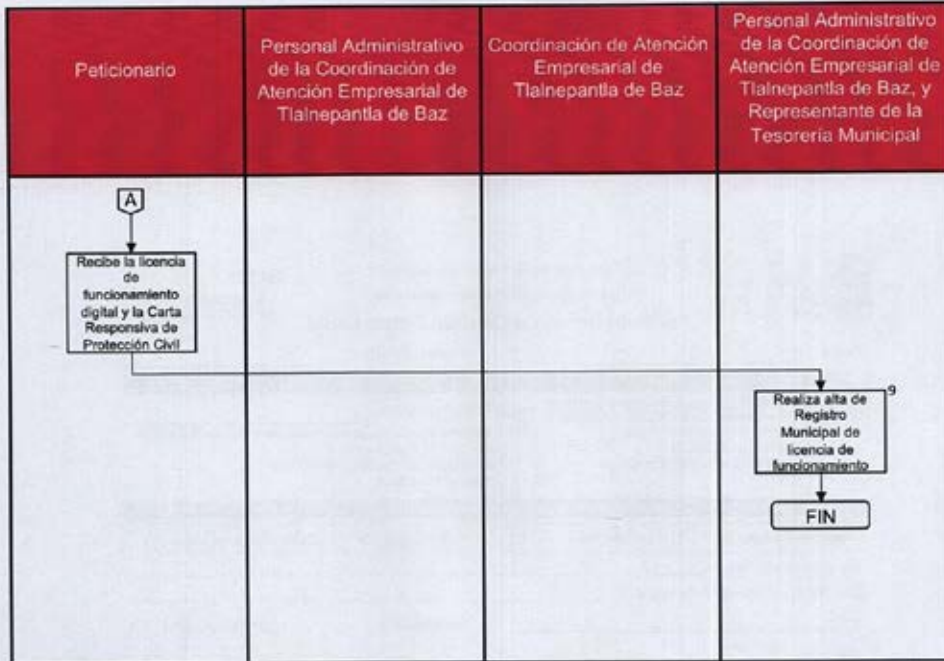 Peticionario
Personal Administrativo
de la Coordinación de
Atención Empresarial de
Tlalnepantla de Baz
Coordinación de Atención
Empresarial de
Tlalnepantla de Baz
Personal Administrativo
de la Coordinación de
Atención Empresarial de
Tlalnepantla de Baz, y
Representante de la
Tesorería Municipal
A
Recibe la licencia
de
funcionamiento
digital y la Carta
Responsiva de
Protección Civil
9
Realiza alta de
Registro
Municipal de
licencia de
funcionamiento
FIN